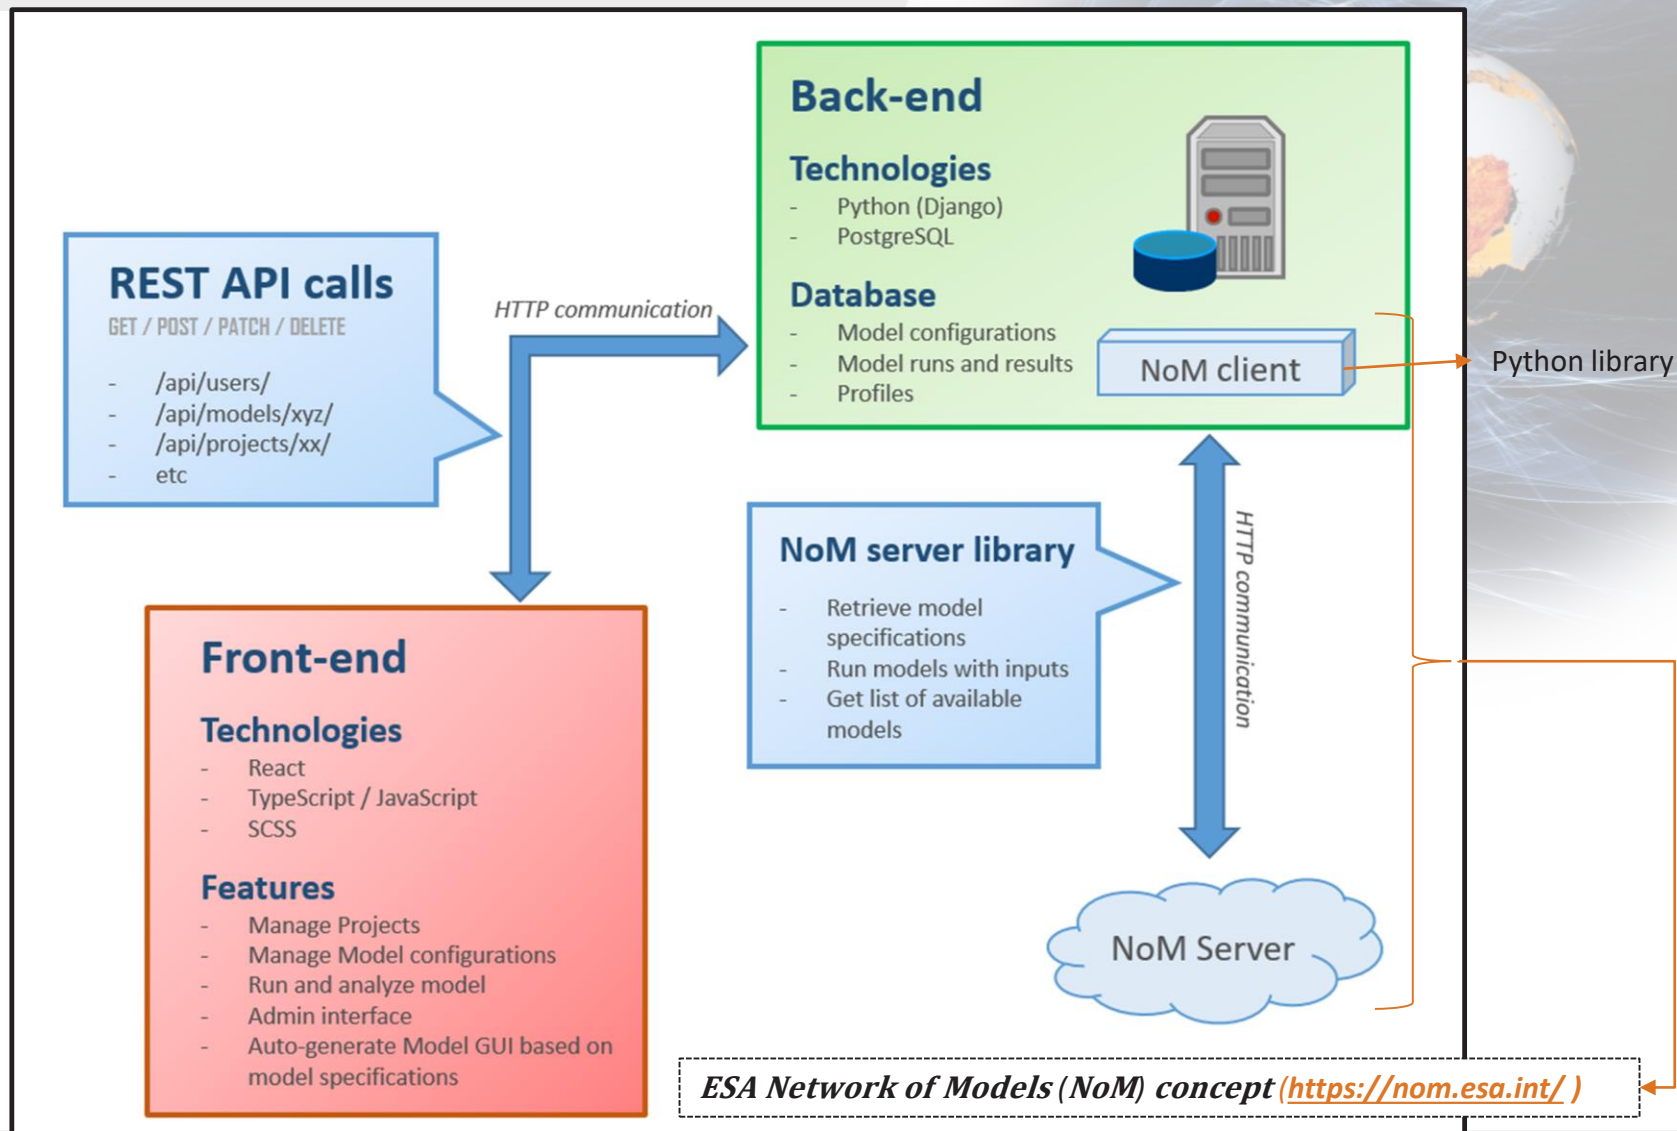 Back-end
Technologies
- Python (Django)
- PostgreSQL
Database
- Model configurations
- Model runs and results
- Profiles
NoM client
Python library
REST API calls
GET / POST / PATCH / DELETE
- /api/users/
- /api/models/xyz/
- /api/projects/xx/
- etc
HTTP communication
NoM server library
- Retrieve model
specifications
- Run models with inputs
- Get list of available
models
HTTP communication
Front-end
Technologies
- React
- TypeScript / JavaScript
- SCSS
Features
- Manage Projects
- Manage Model configurations
- Run and analyze model
- Admin interface
- Auto-generate Model GUI based on
model specifications
NoM Server
ESA Network of Models (NoM) concept (https://nom.esa.int/ )